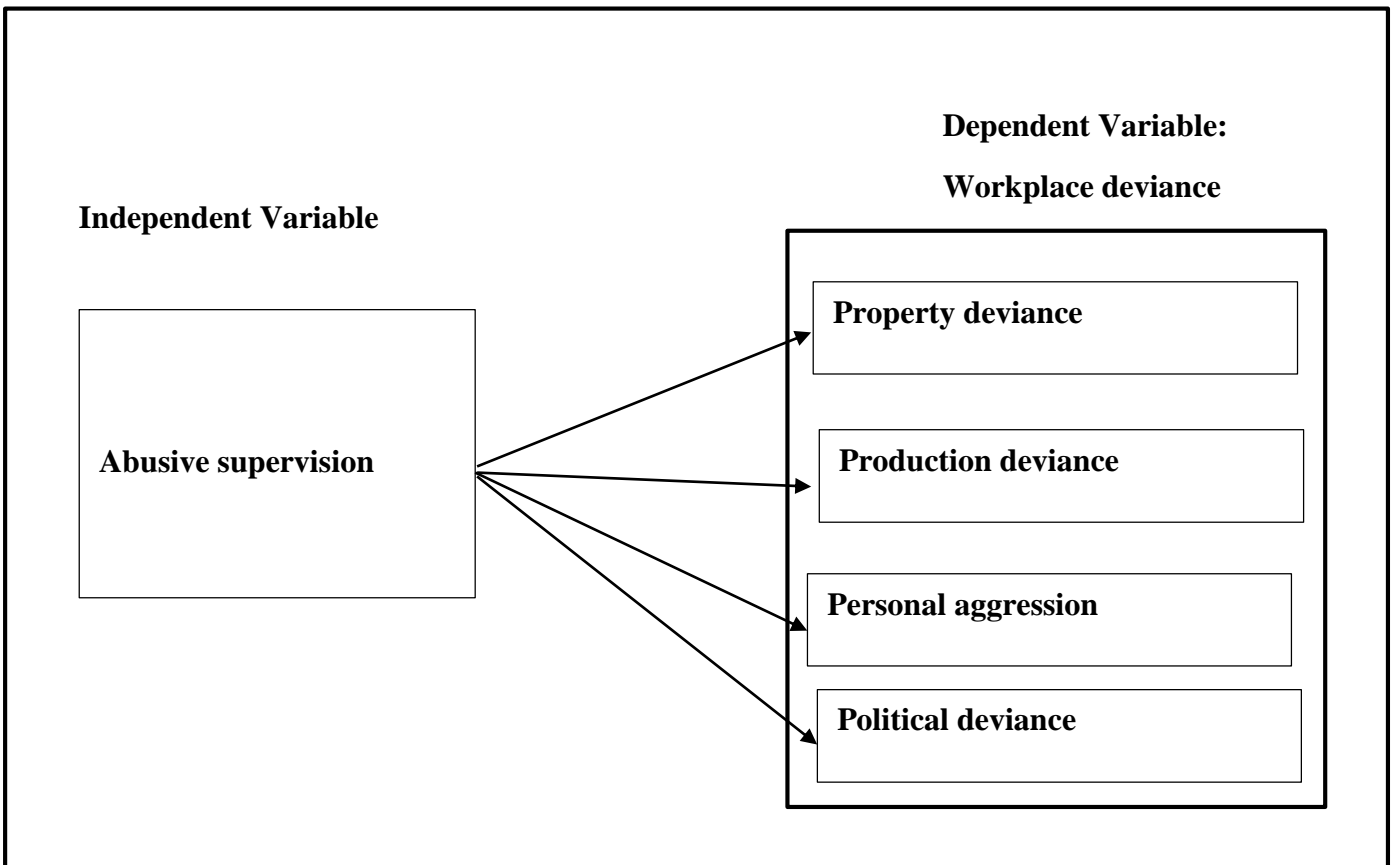 Dependent Variable:
Workplace deviance
Independent Variable
Property deviance
Abusive supervision
Production deviance
Personal aggression
Political deviance